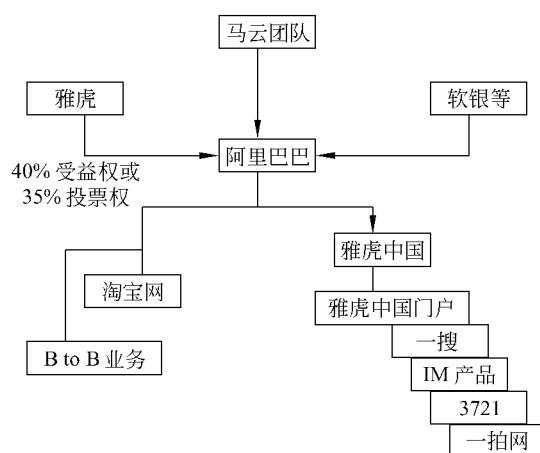 马云团队
雅虎
软银等
阿里巴巴
40% 受益权或
35% 投票权
雅虎中国
淘宝网
雅虎中国门户
一搜
B to B 业务
IM 产品
3721
一拍网